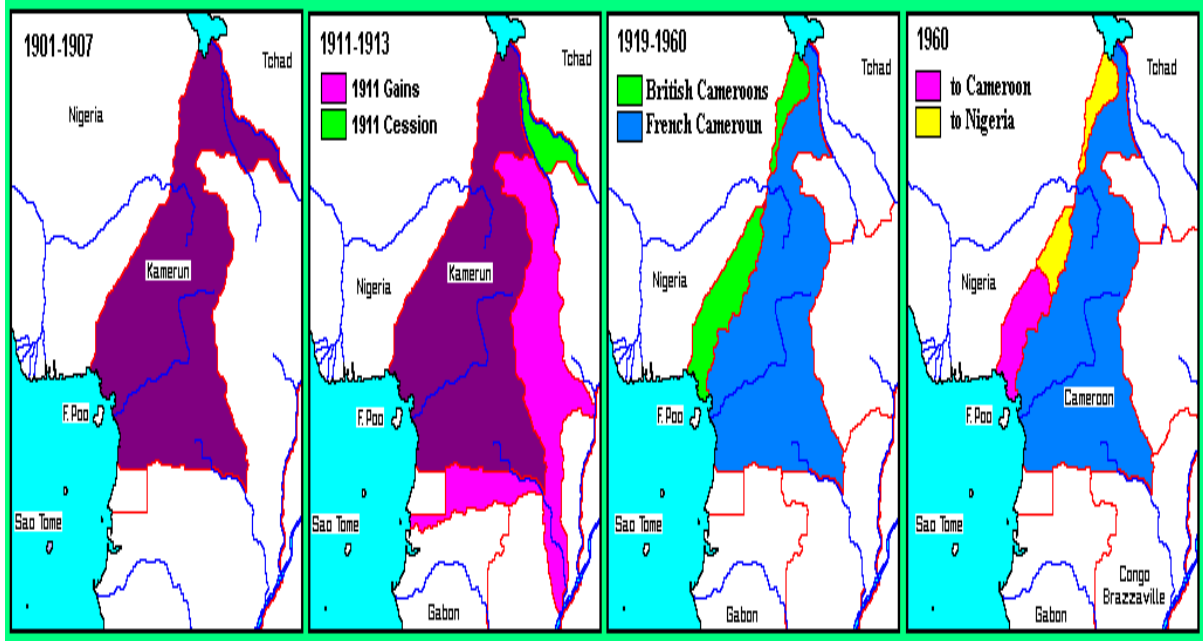 1901-1907
Tchad
Nigeria
Kamerun
F. Poo
Sao Tome
1911-1913
1911 Gains
1911 Cession
Tchad
Kamerun
Nigeria
F. Poo
Sao Tome
Gabon
1919-1960
British Cameroons
French Cameroun
Tchad
Nigeria
F. Poo
Sao Tome
Gabon
1960
to Cameroon
to Nigeria
Tchad
Nigeria
Cameroon
F. Poo
Sao Tome
Congo
Brazzaville
Gabon